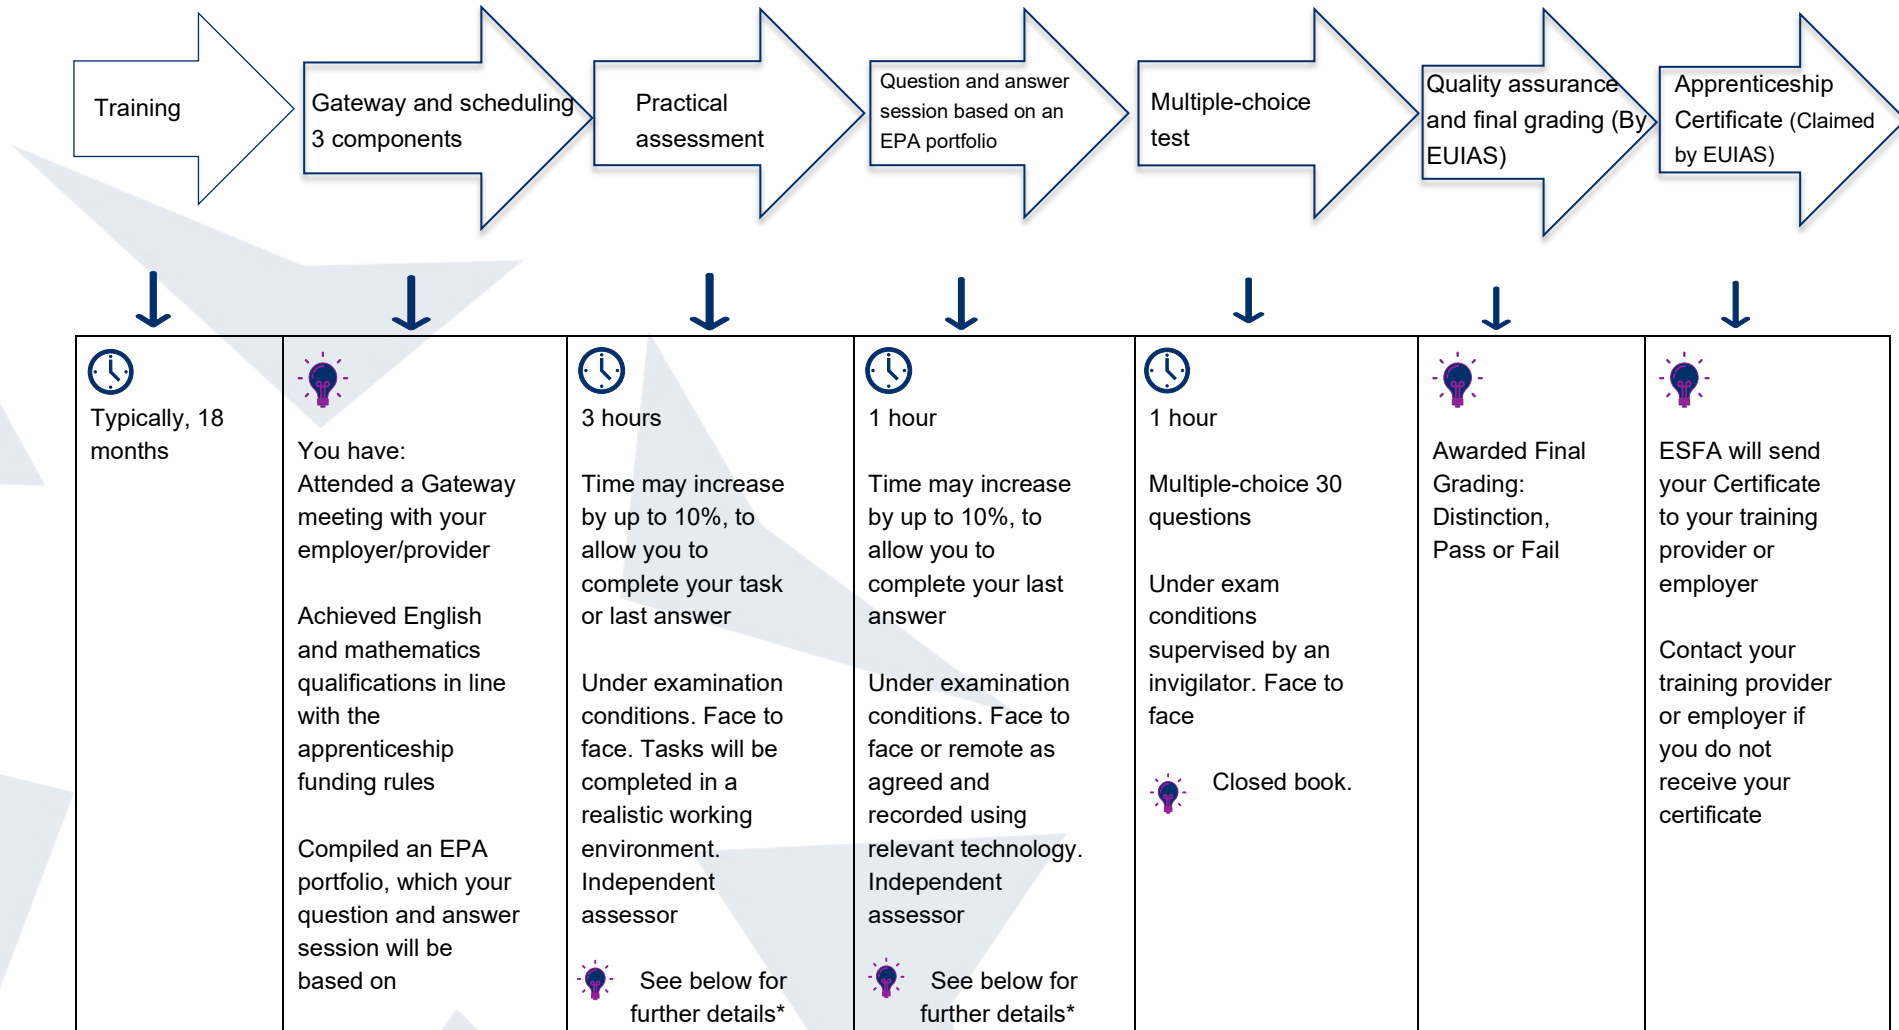 Training
Gateway and scheduling
3 components
Practical
assessment
Question and answer
session based on an
EPA portfolio
Multiple-choice
test
Quality assurance
and final grading (By
EUIAS)
Apprenticeship
Certificate (Claimed
by EUIAS)
Typically, 18
months
You have:
Attended a Gateway
meeting with your
employer/provider
Achieved English
and mathematics
qualifications in line
with the
apprenticeship
funding rules
Compiled an EPA
portfolio, which your
question and answer
session will be
based on
3 hours
Time may increase
by up to 10%, to
allow you to
complete your task
or last answer
Under examination
conditions. Face to
face. Tasks will be
completed in a
realistic working
environment.
Independent
assessor
See below for
further details*
1 hour
Time may increase
by up to 10%, to
allow you to
complete your last
answer
Under examination
conditions. Face to
face or remote as
agreed and
recorded using
relevant technology.
Independent
assessor
See below for
further details*
1 hour
Multiple-choice 30
questions
Under exam
conditions
supervised by an
invigilator. Face to
face
Closed book.
Awarded Final
Grading:
Distinction,
Pass or Fail
ESFA will send
your Certificate
to your training
provider or
employer
Contact your
training provider
or employer if
you do not
receive your
certificate